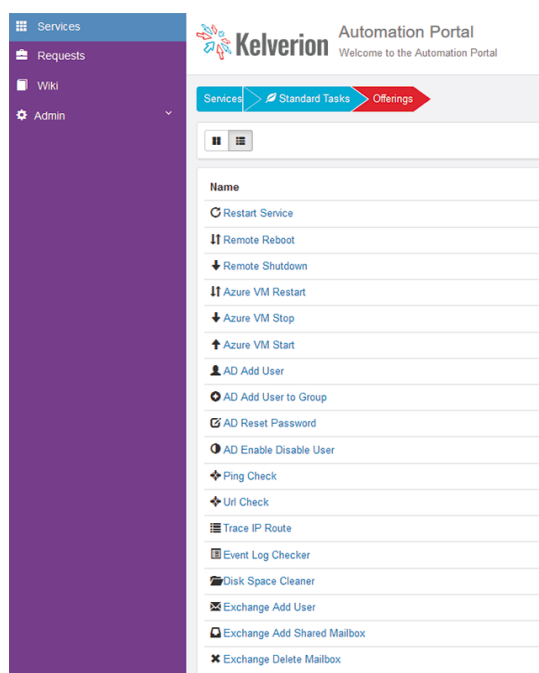 Services
Requests
Wiki
Admin
Kelverion
Automation Portal
Welcome to the Automation Portal
Services Standard Tasks Offerings
Name
Restart Service
Remote Reboot
Remote Shutdown
Azure VM Restart
Azure VM Stop
Azure VM Start
AD Add User
AD Add User to Group
AD Reset Password
AD Enable Disable User
Ping Check
Url Check
Trace IP Route
Event Log Checker
Disk Space Cleaner
Exchange Add User
Exchange Add Shared Mailbox
Exchange Delete Mailbox